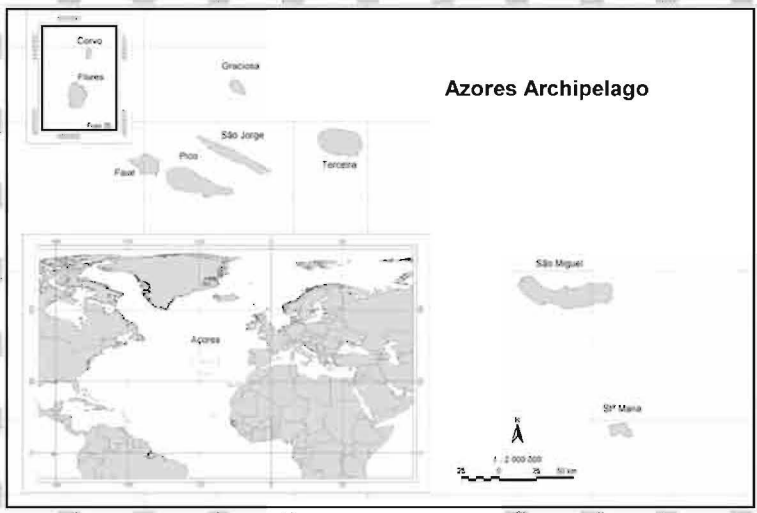 Corvo
Flores
Graciosa
Azores Archipelago
São Jorge
Pico
Faial
Terceira
São Miguel
Açores
Stª Maria
N
1 : 2 000 000
25 0 25 50 km